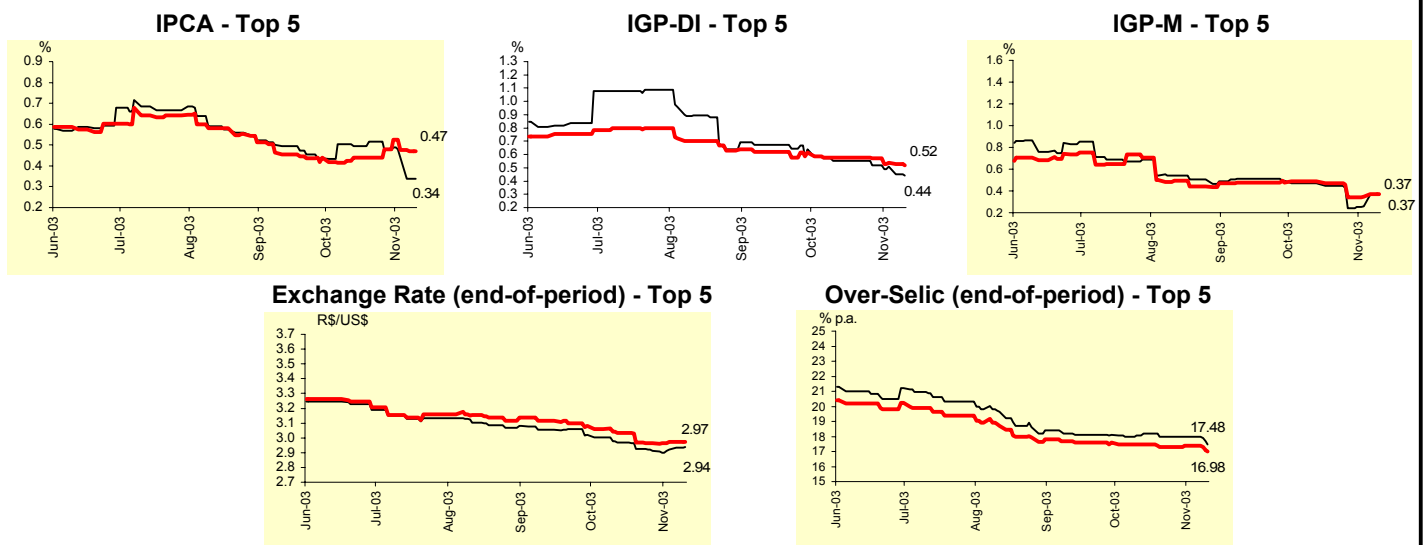 IPCA - Top 5
%
0.9
0.8
0.7
0.6
0.5
0.4
0.3
0.2
0.47
0.34
Jun-03
Jul-03
Aug-03
Sep-03
Oct-03
Nov-03
IGP-DI - Top 5
%
1.3
1.2
1.1
1.0
0.9
0.8
0.7
0.6
0.5
0.4
0.3
0.2
0.52
0.44
Jun-03
Jul-03
Aug-03
Sep-03
Oct-03
Nov-03
IGP-M - Top 5
%
1.6
1.4
1.2
1.0
0.8
0.6
0.4
0.2
0.37
0.37
Jun-03
Jul-03
Aug-03
Sep-03
Oct-03
Nov-03
Exchange Rate (end-of-period) - Top 5
R$/US$
3.7
3.6
3.5
3.4
3.3
3.2
3.1
3.0
2.9
2.8
2.7
2.97
2.94
Jun-03
Jul-03
Aug-03
Sep-03
Oct-03
Nov-03
Over-Selic (end-of-period) - Top 5
% p.a.
25
24
23
22
21
20
19
18
17
16
15
17.48
16.98
Jun-03
Jul-03
Aug-03
Sep-03
Oct-03
Nov-03